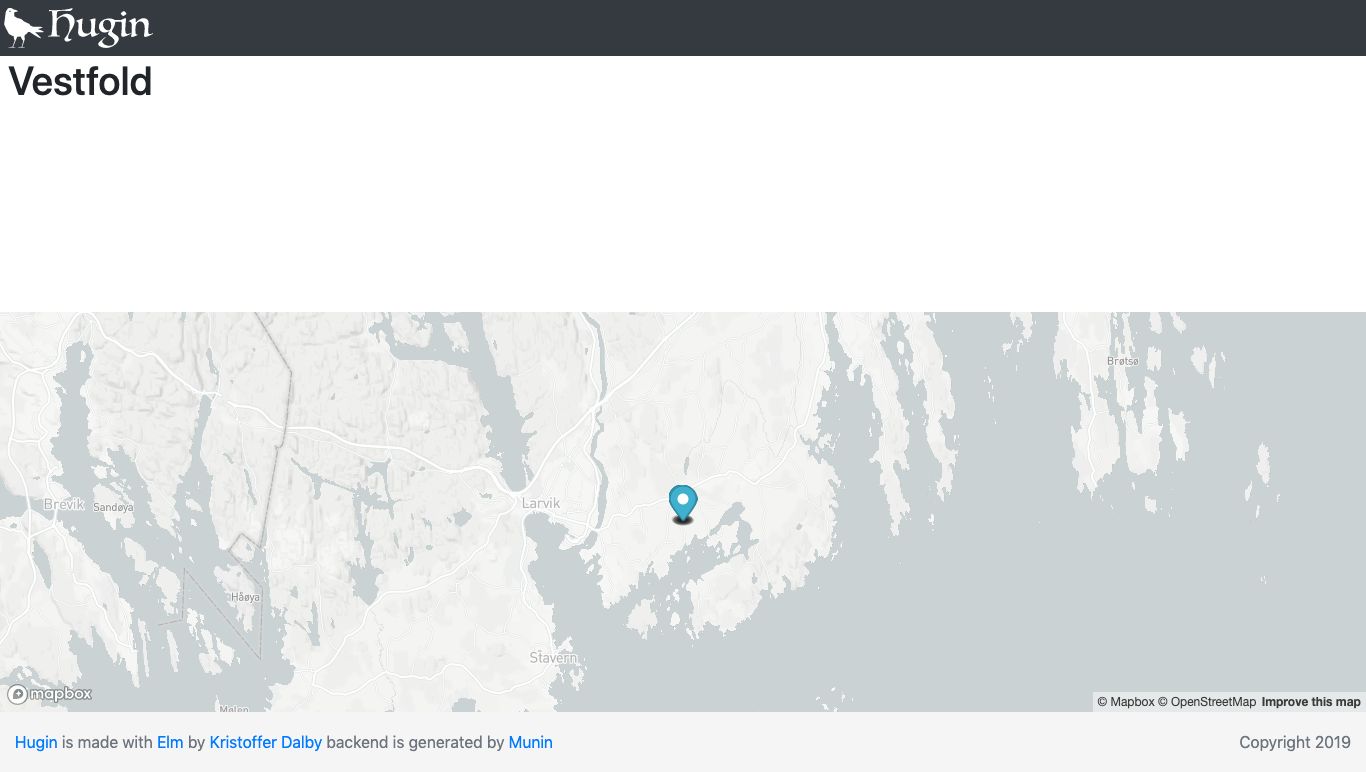 Hugin
Vestfold
Brøtsø
Brevik
Sandøya
Larvik
Håøya
Stavern
Mølen
mapbox
© Mapbox © OpenStreetMap Improve this map
Hugin is made with Elm by Kristoffer Dalby backend is generated by Munin
Copyright 2019